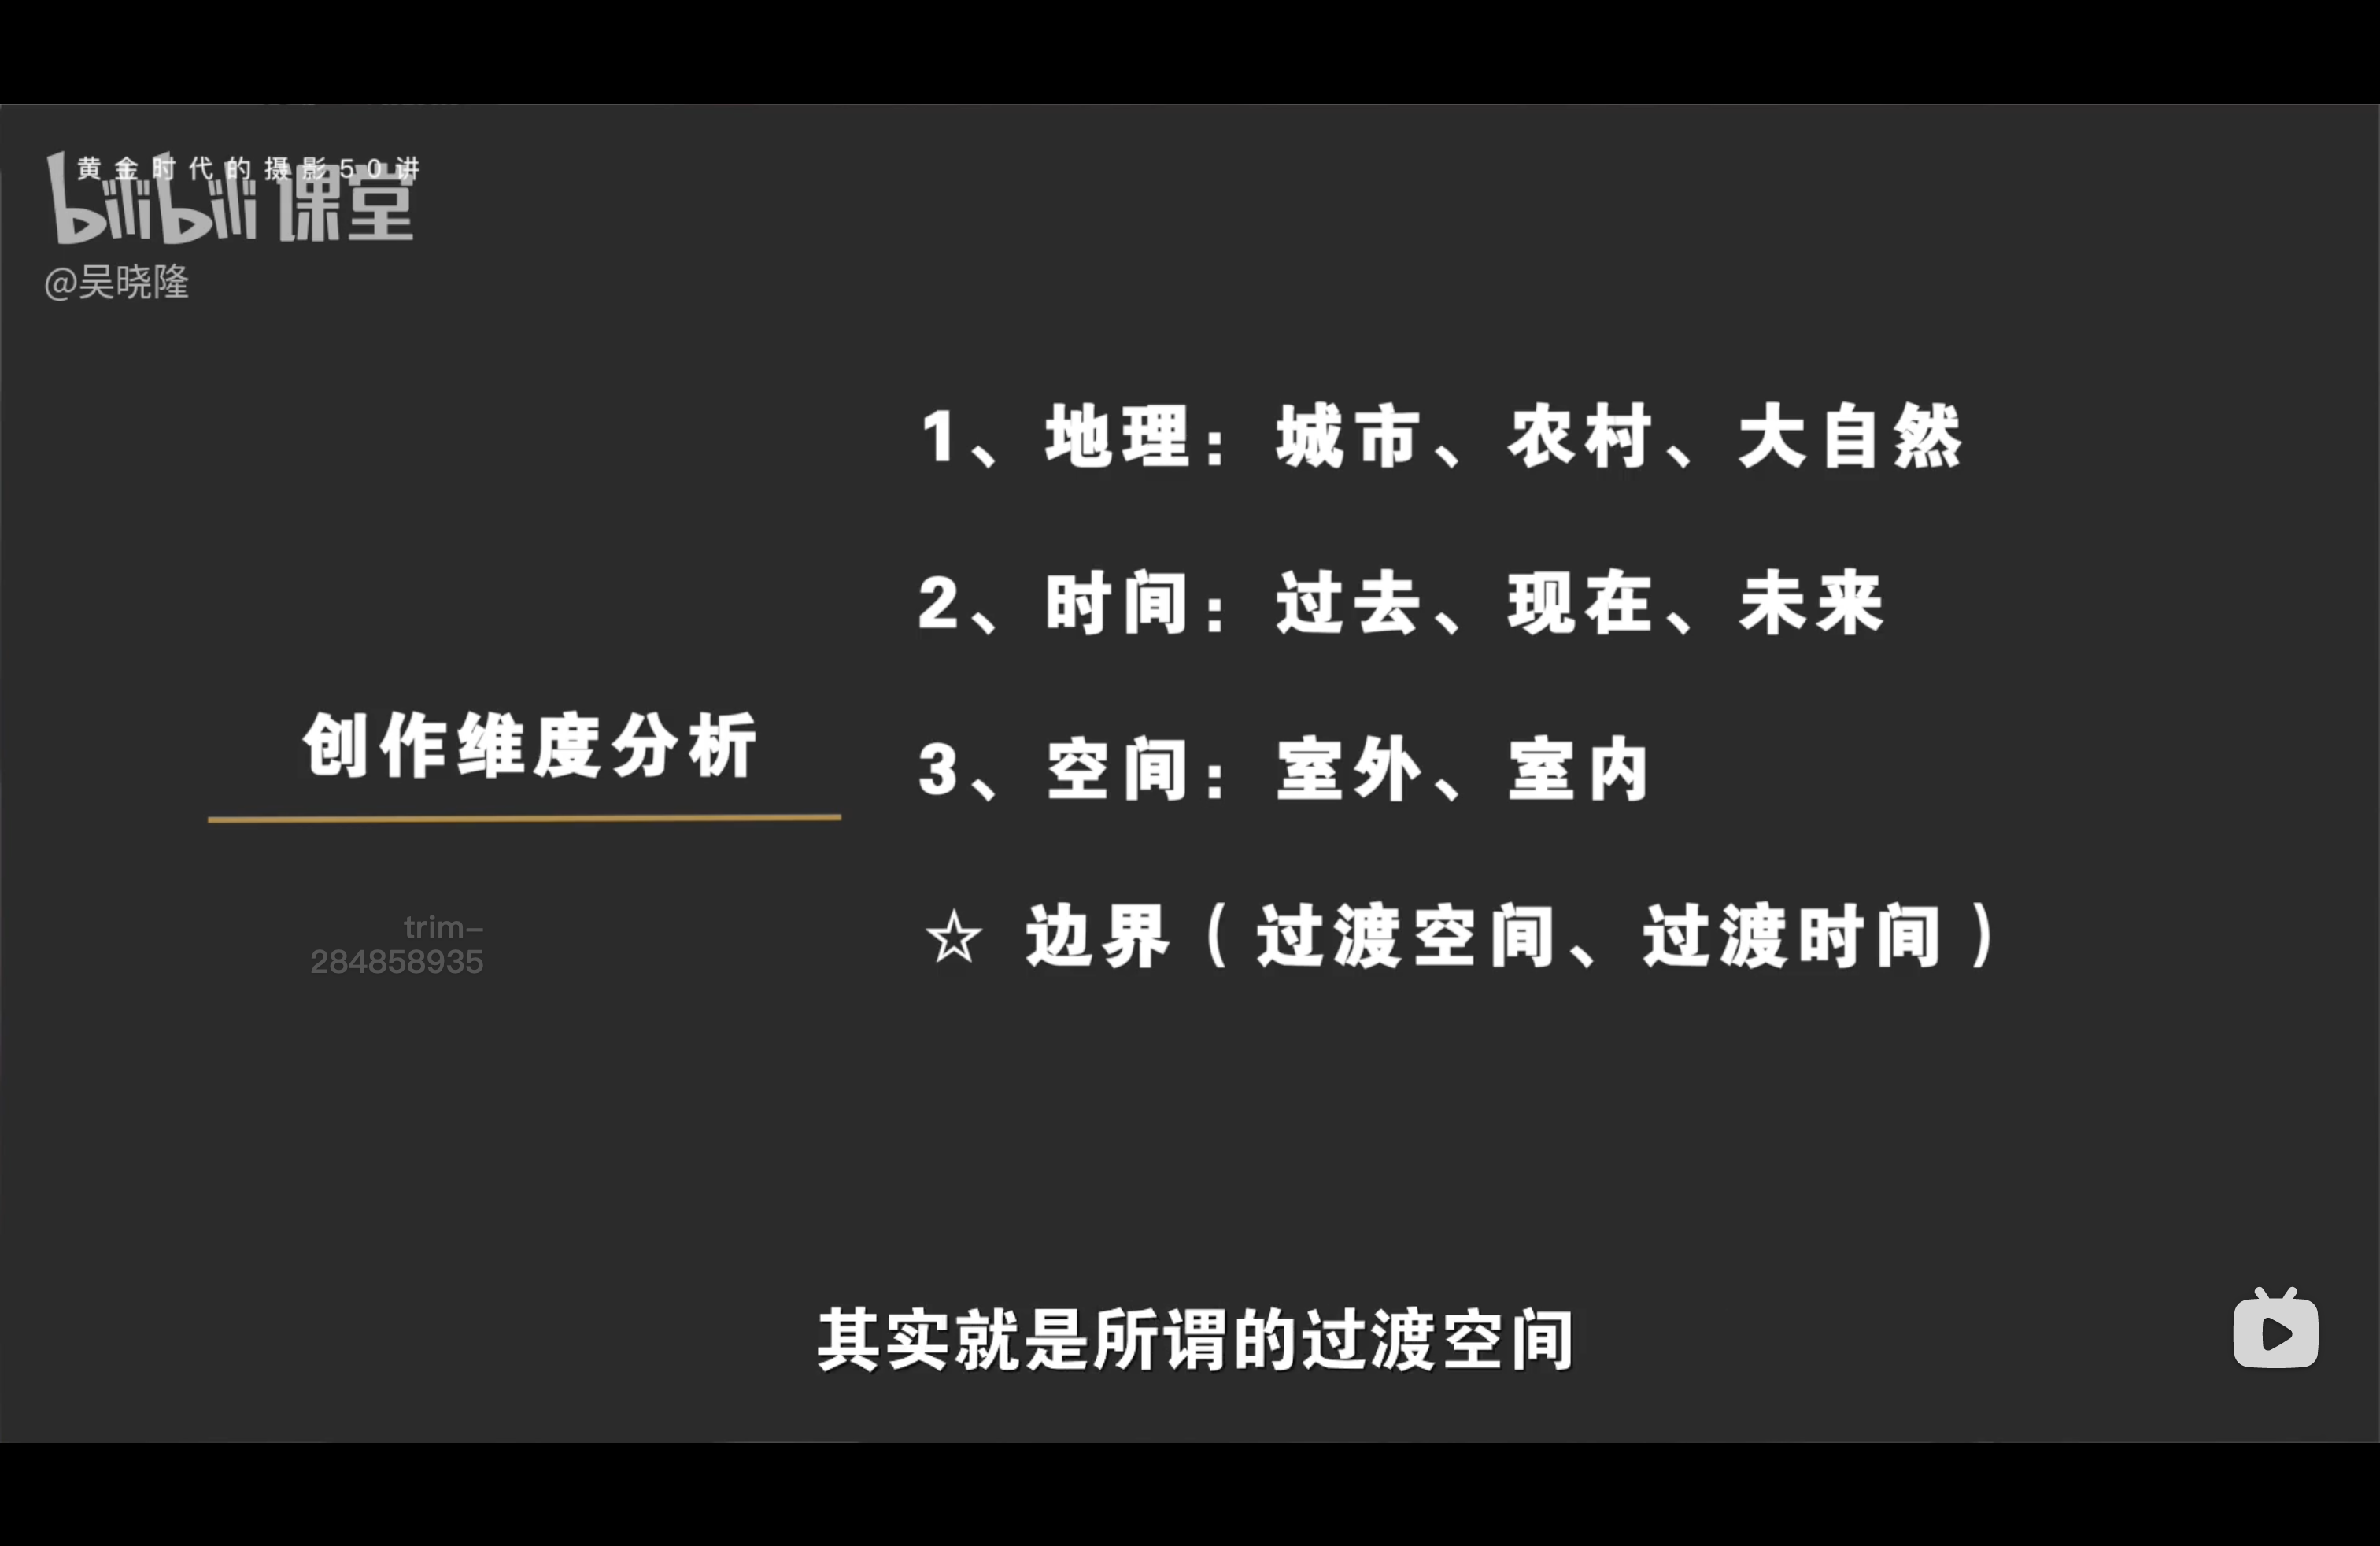 黄金时代的摄影50讲
bilibili课堂
@吴晓隆
1、地理：城市、农村、大自然
2、时间：过去、现在、未来
创作维度分析
3、空间：室外、室内
☆ 边界（过渡空间、过渡时间）
trim-
284858935
其实就是所谓的过渡空间